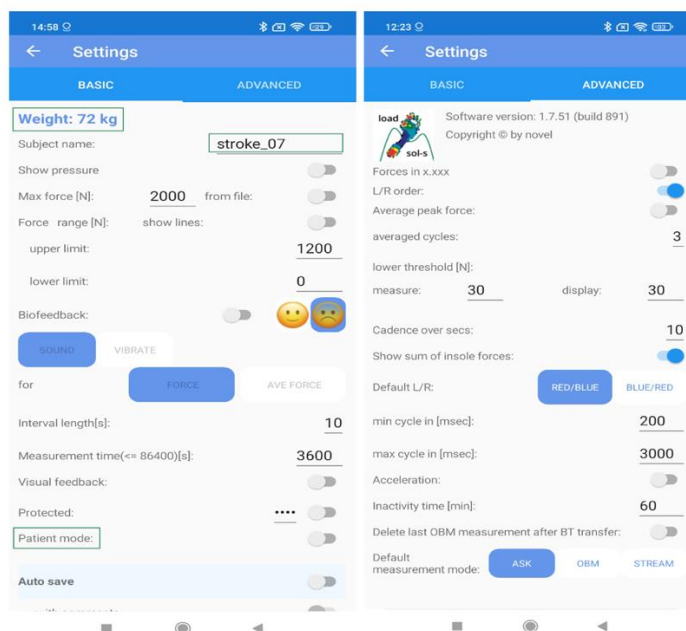 14:58
Settings
BASIC ADVANCED
Weight: 72 kg
Subject name: stroke_07
Show pressure
Max force [N]: 2000 from file:
Force range [N]: show lines:
upper limit: 1200
lower limit: 0
Biofeedback:
SOUND VIBRATE
for FORCE AVE FORCE
Interval length[s]: 10
Measurement time(<= 86400)[s]: 3600
Visual feedback:
Protected: ••••
Patient mode:
Auto save
with comments
12:23
Settings
BASIC ADVANCED
load
sol-s
Software version: 1.7.51 (build 891)
Copyright © by novel
Forces in x.xxx
L/R order:
Average peak force:
averaged cycles: 3
lower threshold [N]:
measure: 30 display: 30
Cadence over secs: 10
Show sum of insole forces:
Default L/R: RED/BLUE BLUE/RED
min cycle in [msec]: 200
max cycle in [msec]: 3000
Acceleration:
Inactivity time [min]: 60
Delete last OBM measurement after BT transfer:
Default
measurement mode: ASK OBM STREAM